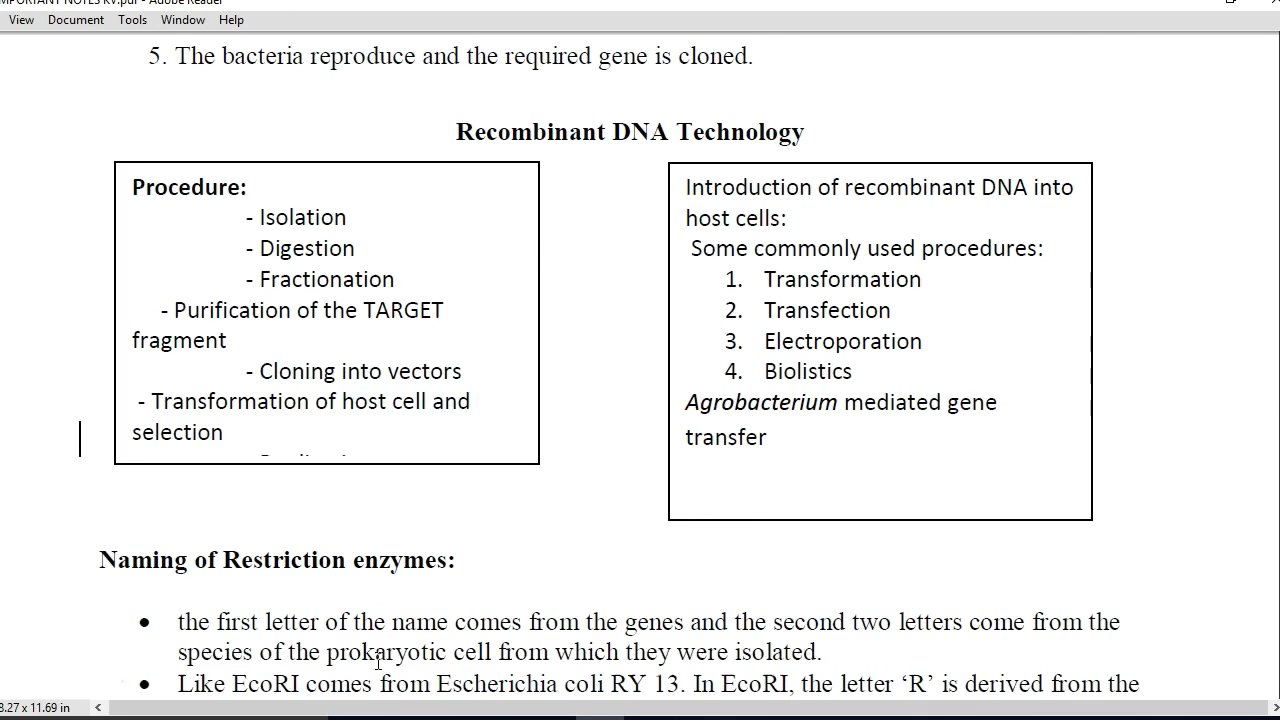 View Document Tools Window Help
5. The bacteria reproduce and the required gene is cloned.
Recombinant DNA Technology
Procedure:
- Isolation
- Digestion
- Fractionation
- Purification of the TARGET
fragment
- Cloning into vectors
- Transformation of host cell and
selection
Introduction of recombinant DNA into
host cells:
Some commonly used procedures:
1. Transformation
2. Transfection
3. Electroporation
4. Biolistics
Agrobacterium mediated gene
transfer
Naming of Restriction enzymes:
• the first letter of the name comes from the genes and the second two letters come from the
species of the prokaryotic cell from which they were isolated.
• Like EcoRI comes from Escherichia coli RY 13. In EcoRI, the letter ‘R’ is derived from the
8.27 x 11.69 in